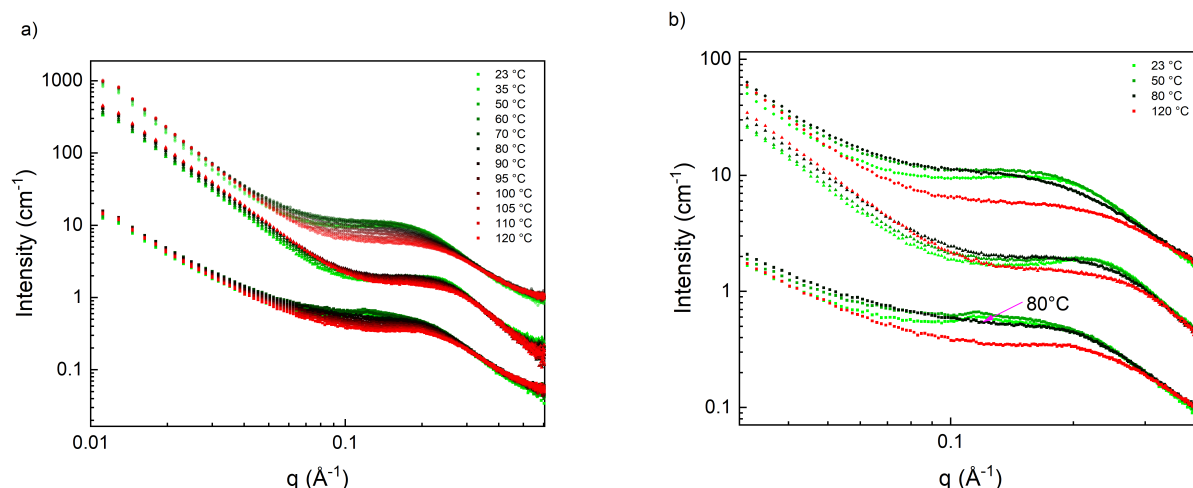 a)
Intensity (cm-1)
1000
100
10
1
0.1
0.01
0.1
q (Å-1)
23 °C
35 °C
50 °C
60 °C
70 °C
80 °C
90 °C
95 °C
100 °C
105 °C
110 °C
120 °C
b)
Intensity (cm-1)
100
10
1
0.1
0.1
q (Å-1)
23 °C
50 °C
80 °C
120 °C
80°C